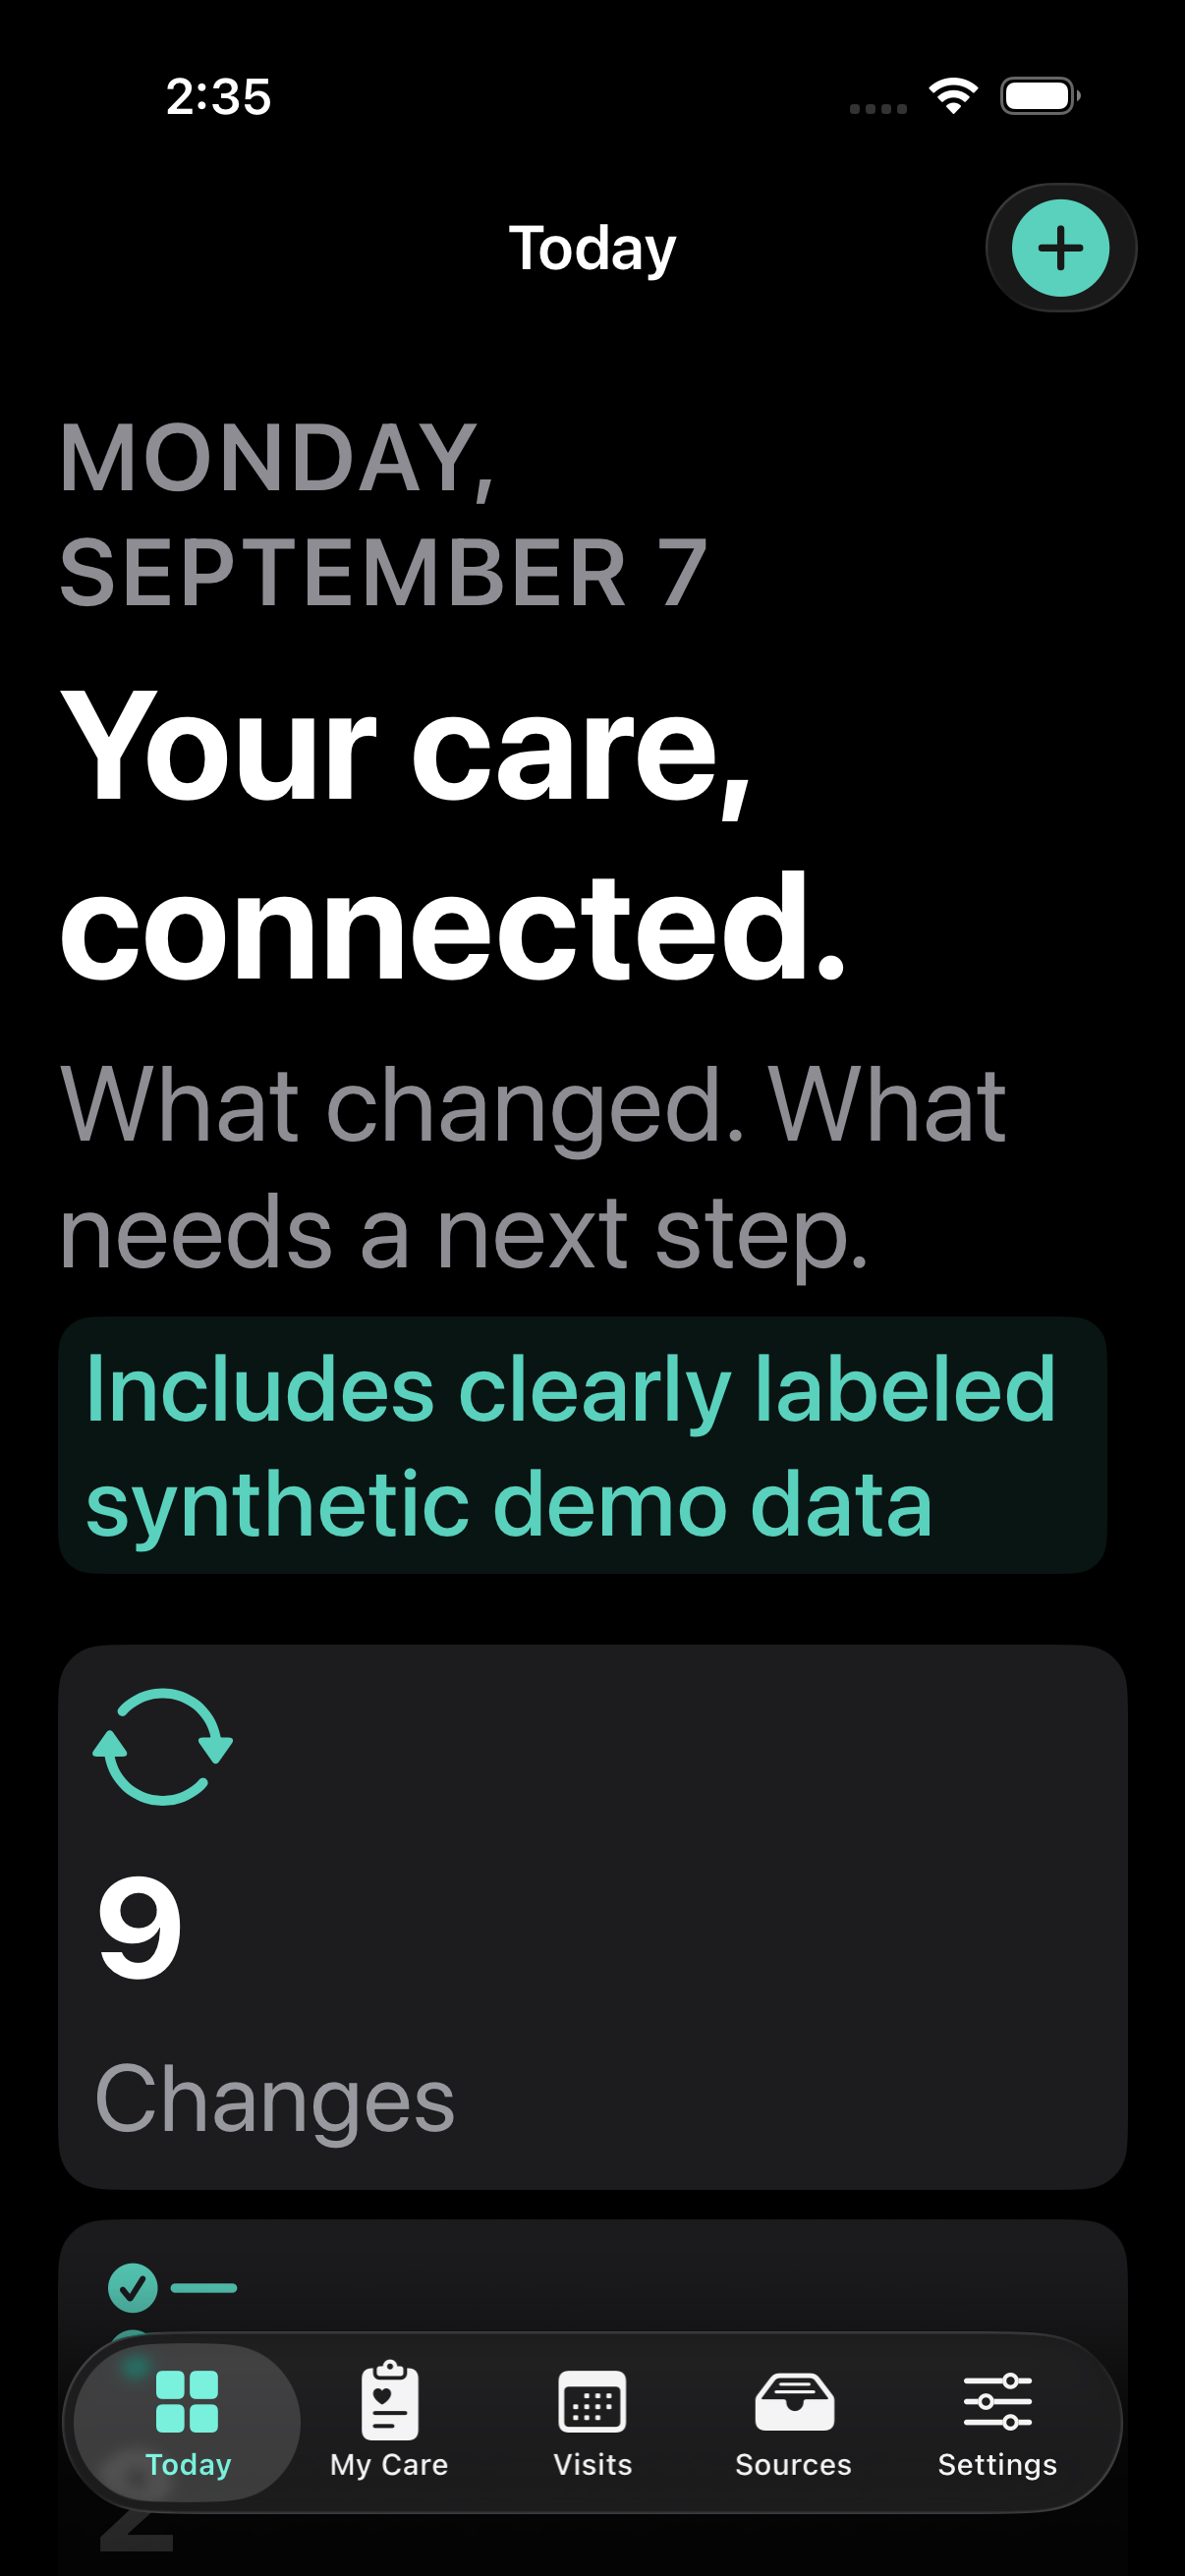 2:35
Today
MONDAY,
SEPTEMBER 7
Your care,
connected.
What changed. What
needs a next step.
Includes clearly labeled
synthetic demo data
9
Changes
2
Today
My Care
Visits
Sources
Settings